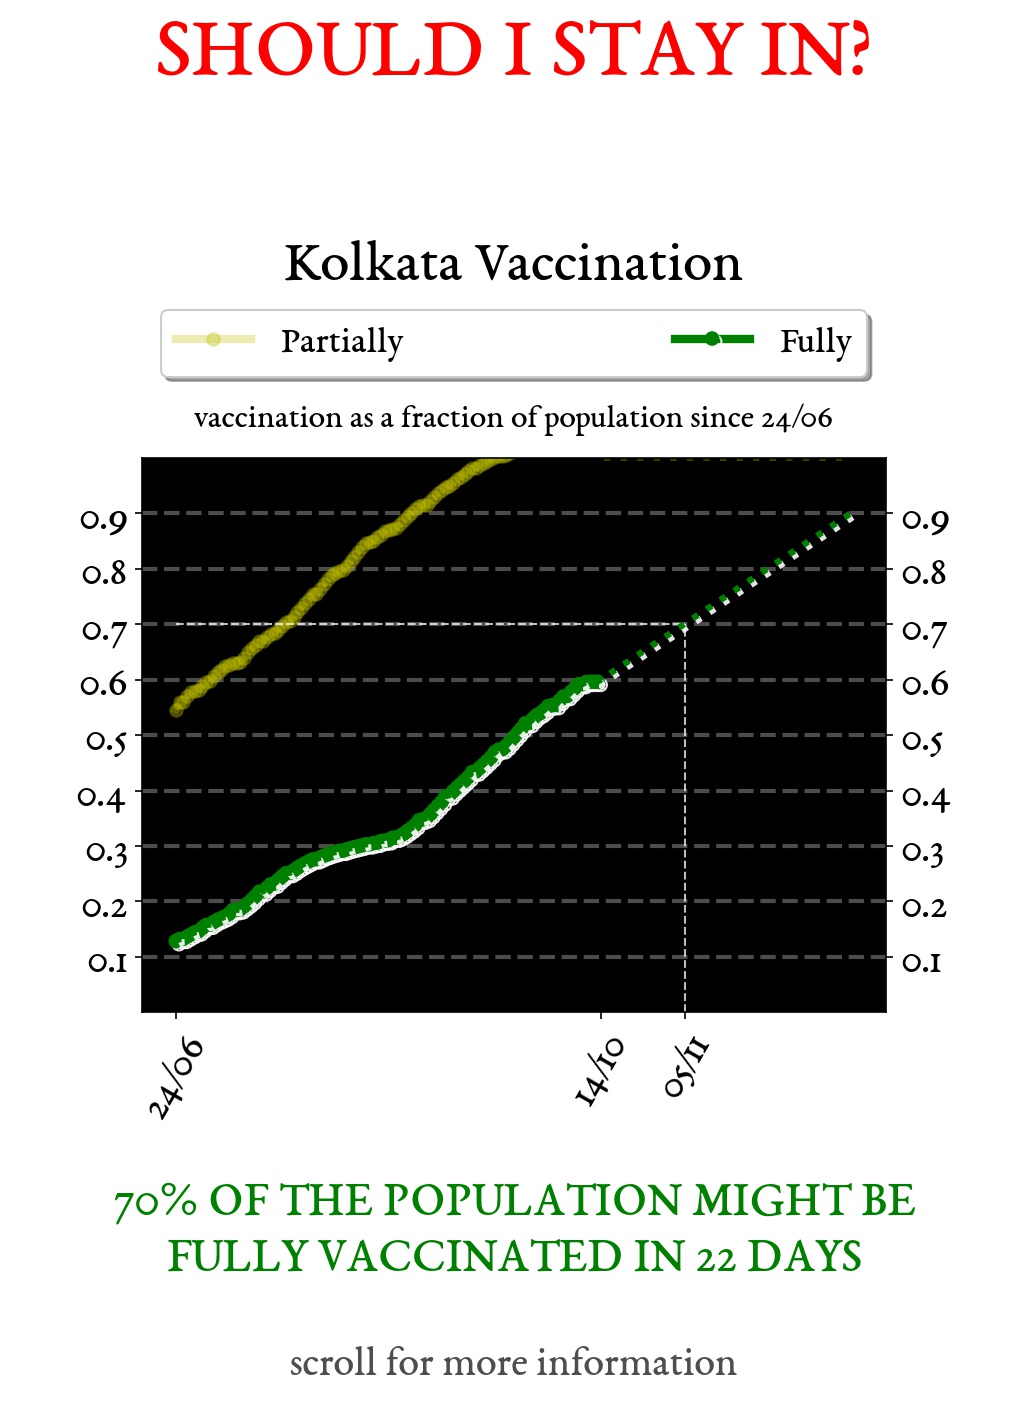 SHOULD I STAY IN?
Kolkata Vaccination
Partially
Fully
vaccination as a fraction of population since 24/06
0.9 0.9
0.8 0.8
0.7 0.7
0.6 0.6
0.5 0.5
0.4 0.4
0.3 0.3
0.2 0.2
0.1 0.1
24/06 14/10 05/11
70% OF THE POPULATION MIGHT BE
FULLY VACCINATED IN 22 DAYS
scroll for more information